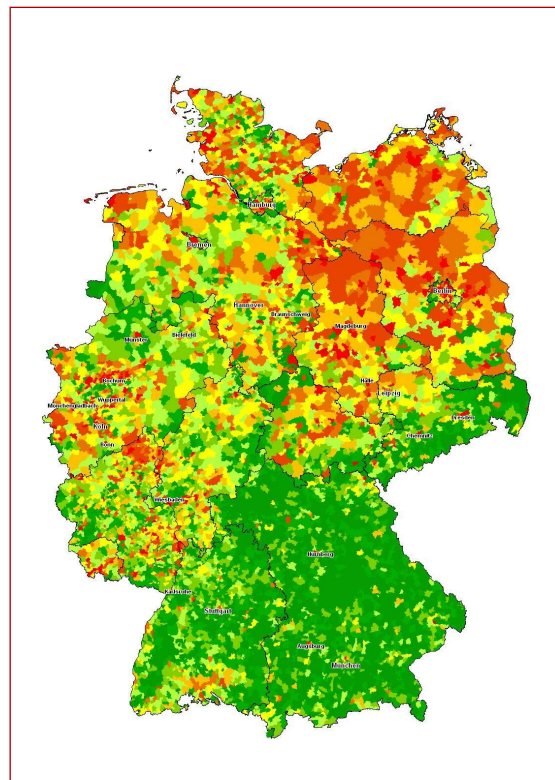 Hamburg
Bremen
Berlin
Hannover
Braunschweig
Magdeburg
Münster
Bielefeld
Halle
Bochum
Leipzig
Wuppertal
Mönchengladbach
Dresden
Köln
Chemnitz
Bonn
Wiesbaden
Nürnberg
Karlsruhe
Stuttgart
Augsburg
München